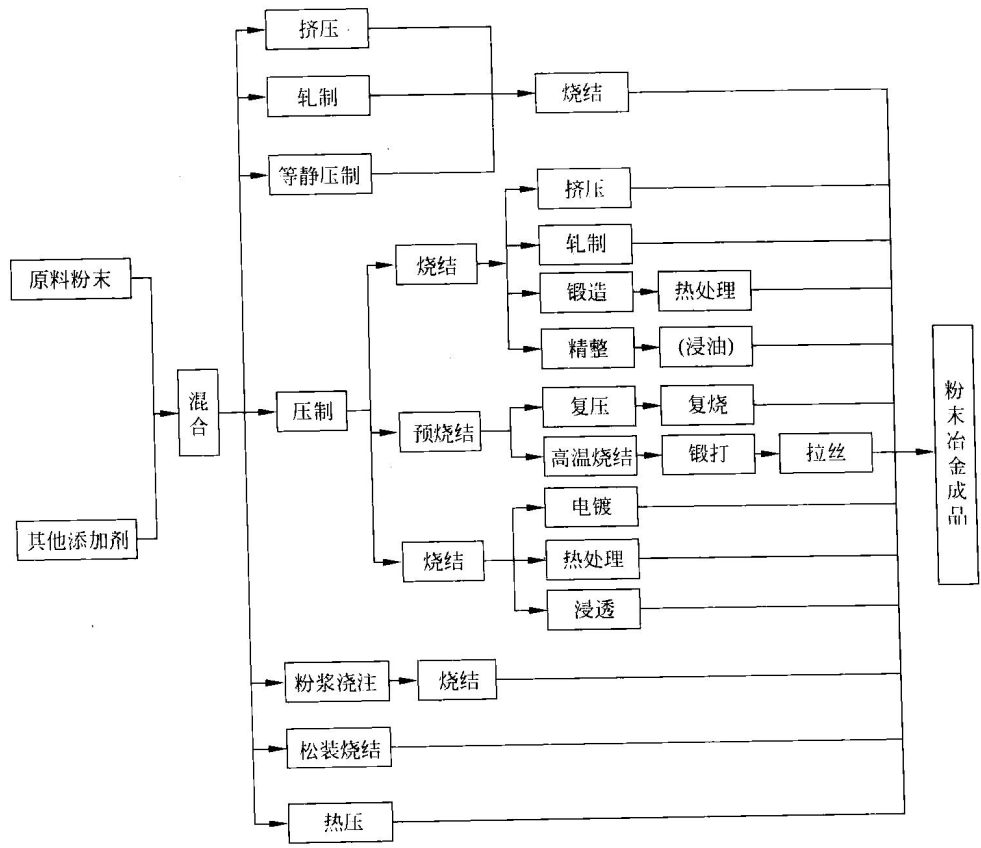 挤压
轧制
烧结
等静压制
挤压
轧制
烧结
原料粉末
锻造
热处理
精整
(浸油)
混合
压制
复压
复烧
预烧结
高温烧结
锻打
拉丝
粉末冶金成品
电镀
其他添加剂
烧结
热处理
浸透
粉浆浇注
烧结
松装烧结
热压